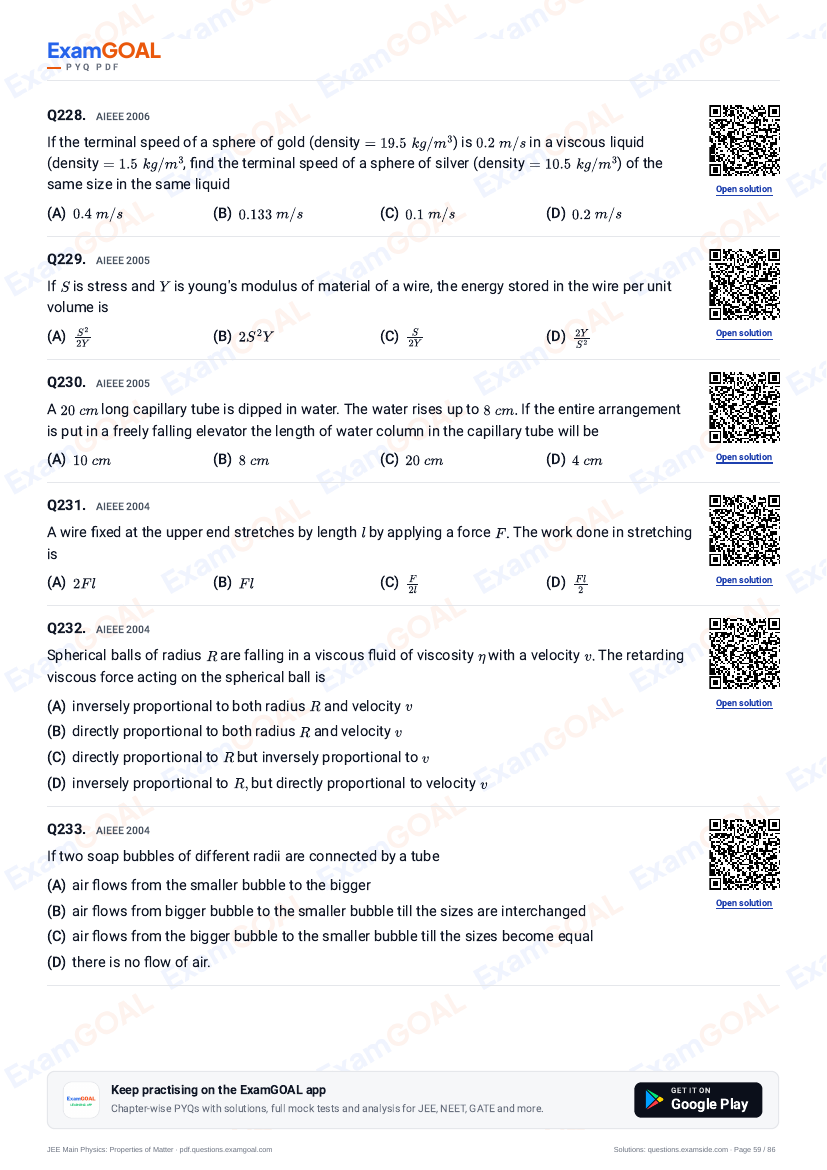 ExamGOAL
PYQ PDF
Q228. AIEEE 2006
If the terminal speed of a sphere of gold (density = 19.5 kg/m³) is 0.2 m/s in a viscous liquid
(density = 1.5 kg/m³, find the terminal speed of a sphere of silver (density = 10.5 kg/m³) of the
same size in the same liquid
Open solution
(A) 0.4 m/s (B) 0.133 m/s (C) 0.1 m/s (D) 0.2 m/s
Q229. AIEEE 2005
If S is stress and Y is young's modulus of material of a wire, the energy stored in the wire per unit
volume is
Open solution
(A) S²/2Y (B) 2S²Y (C) S/2Y (D) 2Y/S²
Q230. AIEEE 2005
A 20 cm long capillary tube is dipped in water. The water rises up to 8 cm. If the entire arrangement
is put in a freely falling elevator the length of water column in the capillary tube will be
Open solution
(A) 10 cm (B) 8 cm (C) 20 cm (D) 4 cm
Q231. AIEEE 2004
A wire fixed at the upper end stretches by length l by applying a force F. The work done in stretching
is
Open solution
(A) 2Fl (B) Fl (C) F/2l (D) Fl/2
Q232. AIEEE 2004
Spherical balls of radius R are falling in a viscous fluid of viscosity η with a velocity v. The retarding
viscous force acting on the spherical ball is
Open solution
(A) inversely proportional to both radius R and velocity v
(B) directly proportional to both radius R and velocity v
(C) directly proportional to R but inversely proportional to v
(D) inversely proportional to R, but directly proportional to velocity v
Q233. AIEEE 2004
If two soap bubbles of different radii are connected by a tube
(A) air flows from the smaller bubble to the bigger
Open solution
(B) air flows from bigger bubble to the smaller bubble till the sizes are interchanged
(C) air flows from the bigger bubble to the smaller bubble till the sizes become equal
(D) there is no flow of air.
ExamGOAL
Keep practising on the ExamGOAL app
Chapter-wise PYQs with solutions, full mock tests and analysis for JEE, NEET, GATE and more.
GET IT ON
Google Play
JEE Main Physics: Properties of Matter · pdf.questions.examgoal.com
Solutions: questions.examside.com · Page 59 / 86